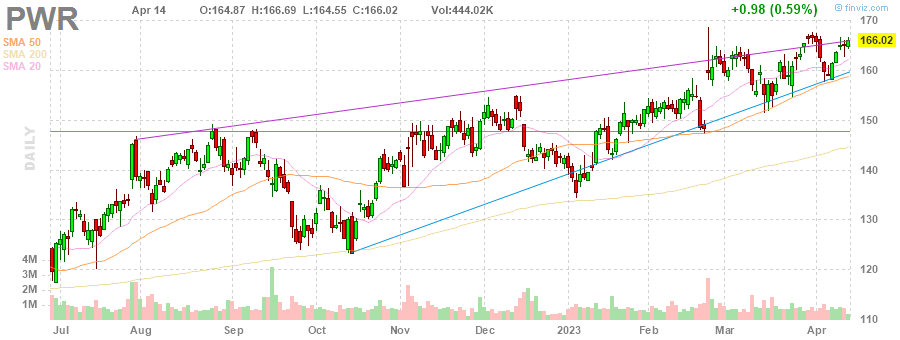 PWR Apr 14 O:164.87 H:166.69 L:164.55 C:166.02 Vol:444.02K +0.98 (0.59%) © finviz.com
SMA 50
SMA 200
SMA 20
DAILY
170
166.02
160
150
140
130
120
110
4M
3M
2M
1M
Jul Aug Sep Oct Nov Dec 2023 Feb Mar Apr